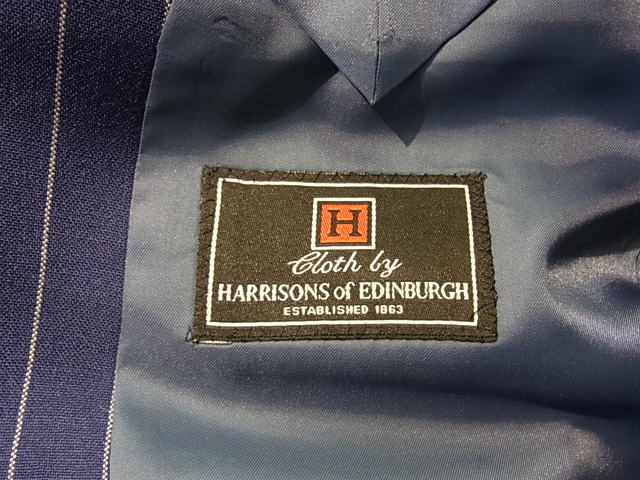 H
Cloth by
HARRISONS of EDINBURGH
ESTABLISHED 1863